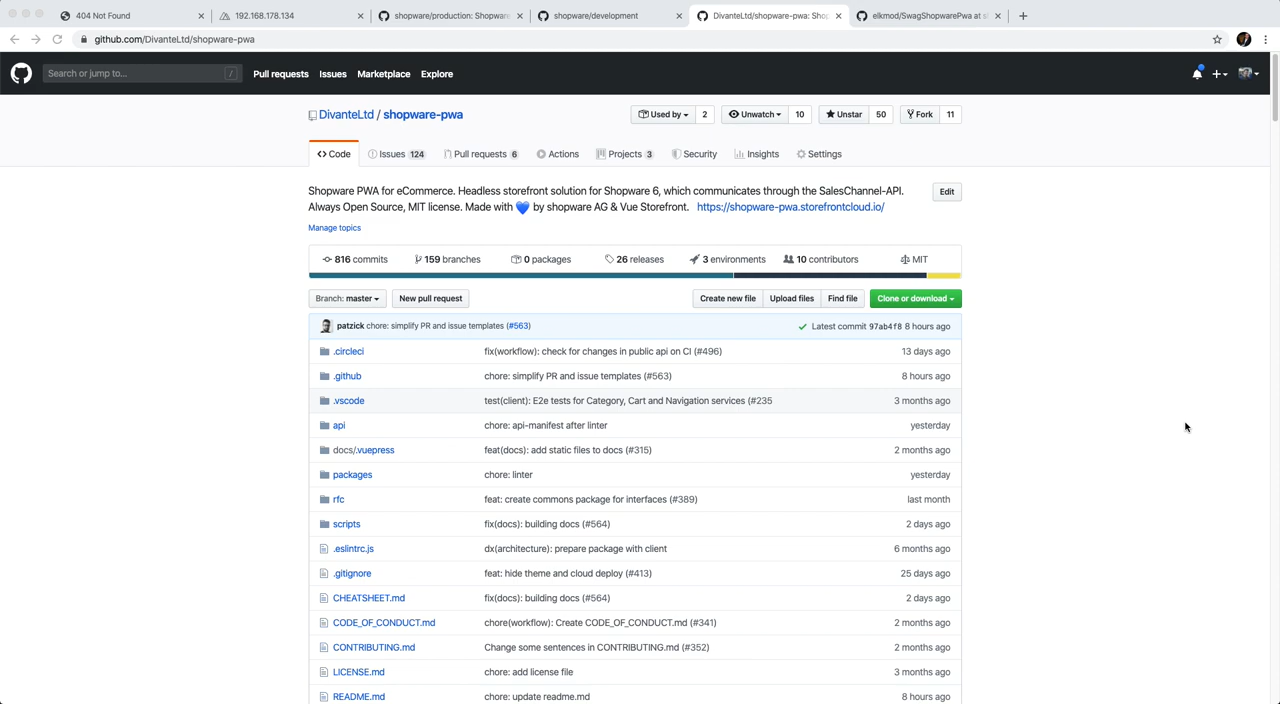 404 Not Found
192.168.178.134
shopware/production: Shopware
shopware/development
DivanteLtd/shopware-pwa: Shop
elkmod/SwagShopwarePwa at s
github.com/DivanteLtd/shopware-pwa
Search or jump to... /
Pull requests Issues Marketplace Explore
DivanteLtd / shopware-pwa
Used by 2 Unwatch 10 Unstar 50 Fork 11
Code Issues 124 Pull requests 6 Actions Projects 3 Security Insights Settings
Shopware PWA for eCommerce. Headless storefront solution for Shopware 6, which communicates through the SalesChannel-API.
Always Open Source, MIT license. Made with 💙 by shopware AG & Vue Storefront. https://shopware-pwa.storefrontcloud.io/
Edit
Manage topics
816 commits 159 branches 0 packages 26 releases 3 environments 10 contributors MIT
Branch: master New pull request Create new file Upload files Find file Clone or download
patzick chore: simplify PR and issue templates (#563) Latest commit 97ab4f8 8 hours ago
.circleci fix(workflow): check for changes in public api on CI (#496) 13 days ago
.github chore: simplify PR and issue templates (#563) 8 hours ago
.vscode test(client): E2e tests for Category, Cart and Navigation services (#235 3 months ago
api chore: api-manifest after linter yesterday
docs/.vuepress feat(docs): add static files to docs (#315) 2 months ago
packages chore: linter yesterday
rfc feat: create commons package for interfaces (#389) last month
scripts fix(docs): building docs (#564) 2 days ago
.eslintrc.js dx(architecture): prepare package with client 6 months ago
.gitignore feat: hide theme and cloud deploy (#413) 25 days ago
CHEATSHEET.md fix(docs): building docs (#564) 2 days ago
CODE_OF_CONDUCT.md chore(workflow): Create CODE_OF_CONDUCT.md (#341) 2 months ago
CONTRIBUTING.md Change some sentences in CONTRIBUTING.md (#352) 2 months ago
LICENSE.md chore: add license file 3 months ago
README.md chore: update readme.md 8 hours ago